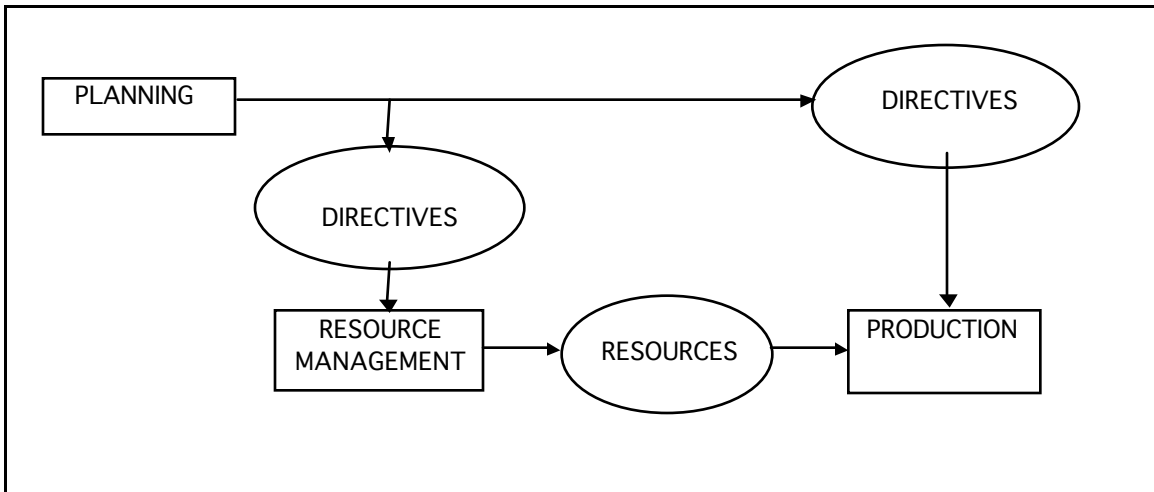 PLANNING
DIRECTIVES
DIRECTIVES
RESOURCE
MANAGEMENT
RESOURCES
PRODUCTION